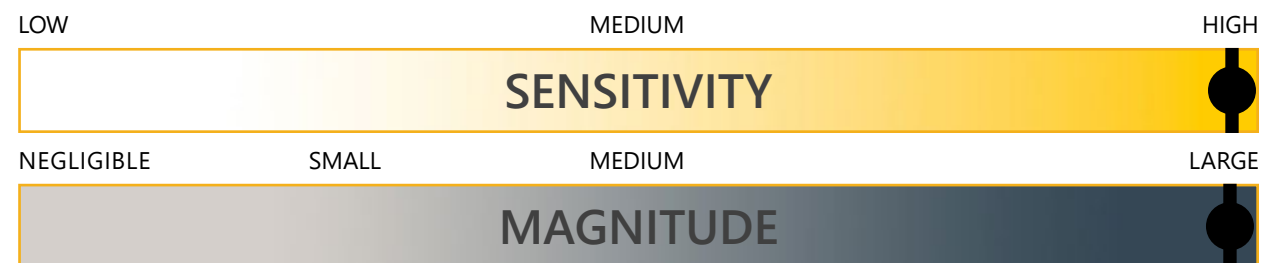 LOW MEDIUM HIGH
SENSITIVITY
NEGLIGIBLE SMALL MEDIUM LARGE
MAGNITUDE